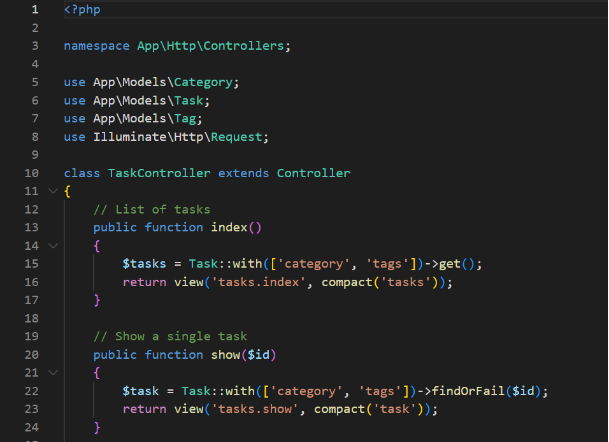 1 <?php
2
3 namespace App\Http\Controllers;
4
5 use App\Models\Category;
6 use App\Models\Task;
7 use App\Models\Tag;
8 use Illuminate\Http\Request;
9
10 class TaskController extends Controller
11 {
12 // List of tasks
13 public function index()
14 {
15 $tasks = Task::with(['category', 'tags'])->get();
16 return view('tasks.index', compact('tasks'));
17 }
18
19 // Show a single task
20 public function show($id)
21 {
22 $task = Task::with(['category', 'tags'])->findOrFail($id);
23 return view('tasks.show', compact('task'));
24 }